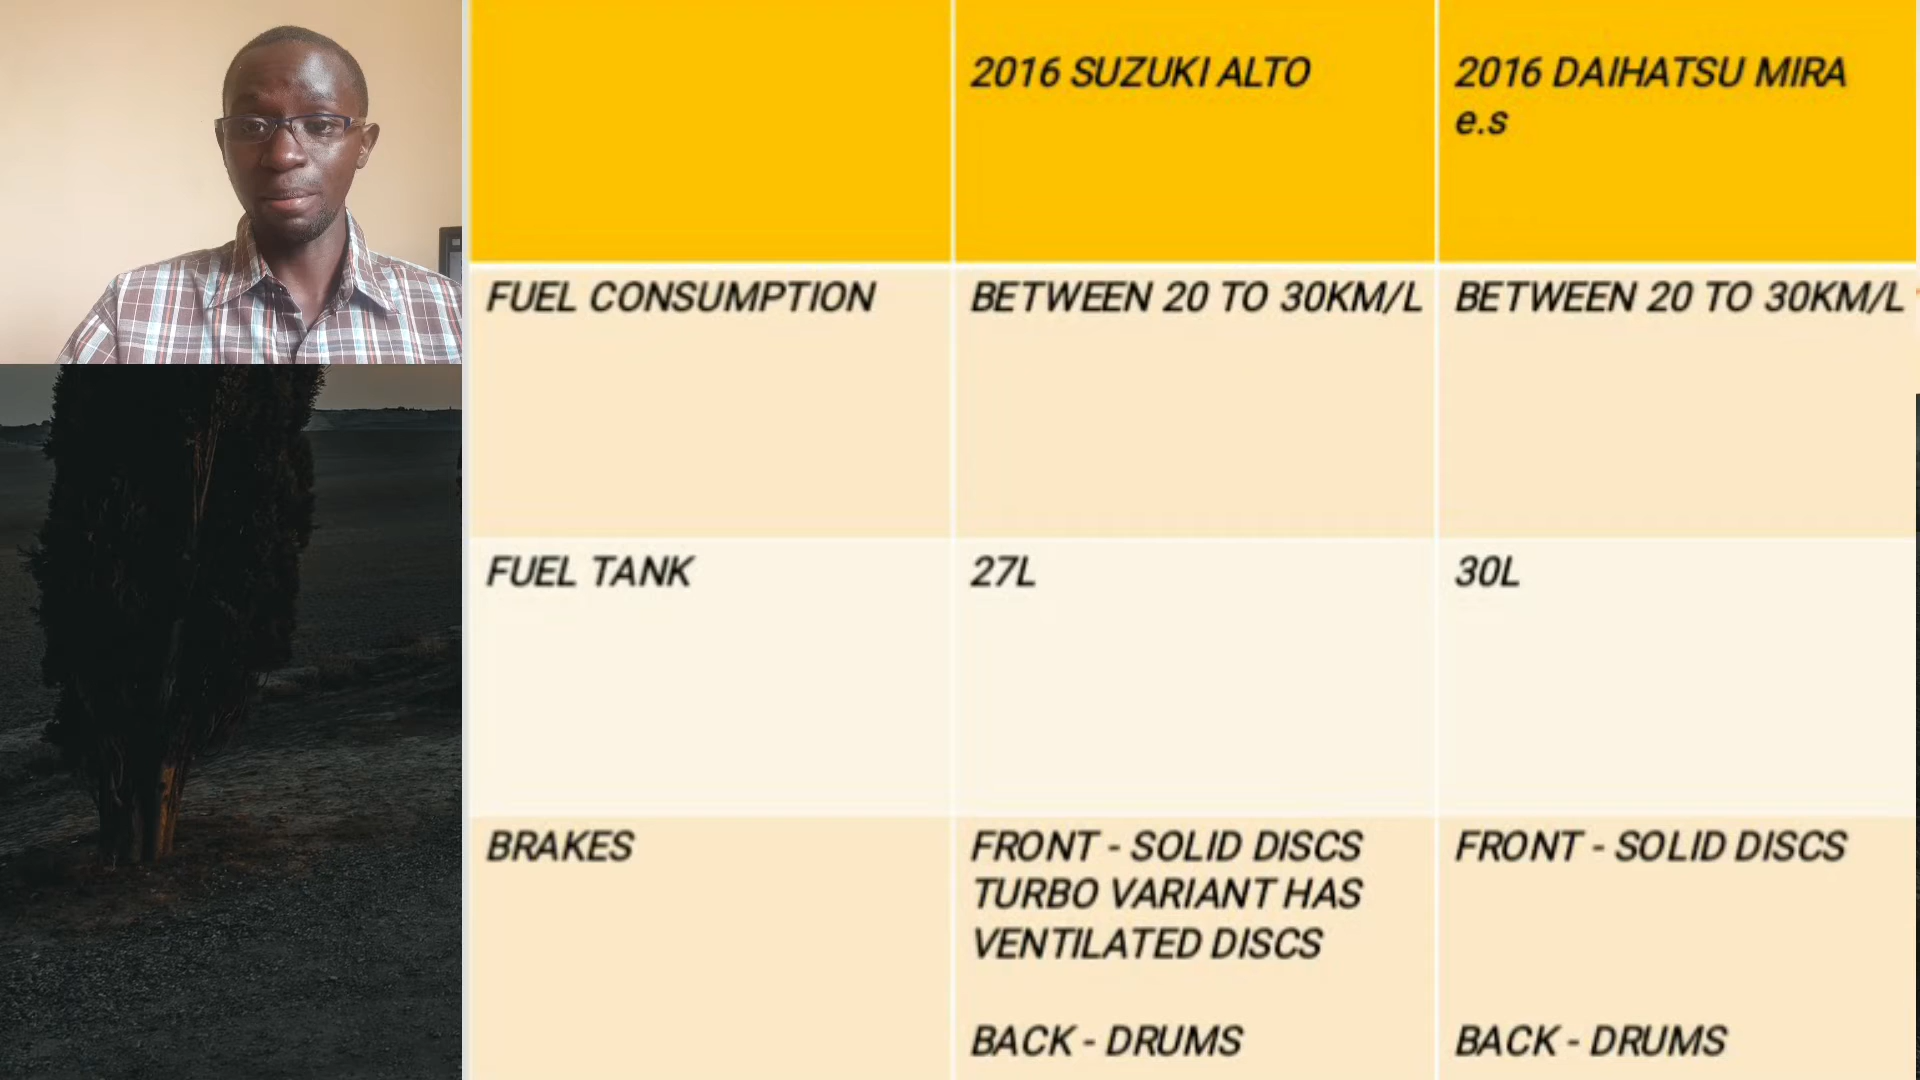 2016 SUZUKI ALTO
2016 DAIHATSU MIRA
e.s
FUEL CONSUMPTION
BETWEEN 20 TO 30KM/L
BETWEEN 20 TO 30KM/L
FUEL TANK
27L
30L
BRAKES
FRONT - SOLID DISCS
TURBO VARIANT HAS
VENTILATED DISCS
BACK - DRUMS
FRONT - SOLID DISCS
BACK - DRUMS